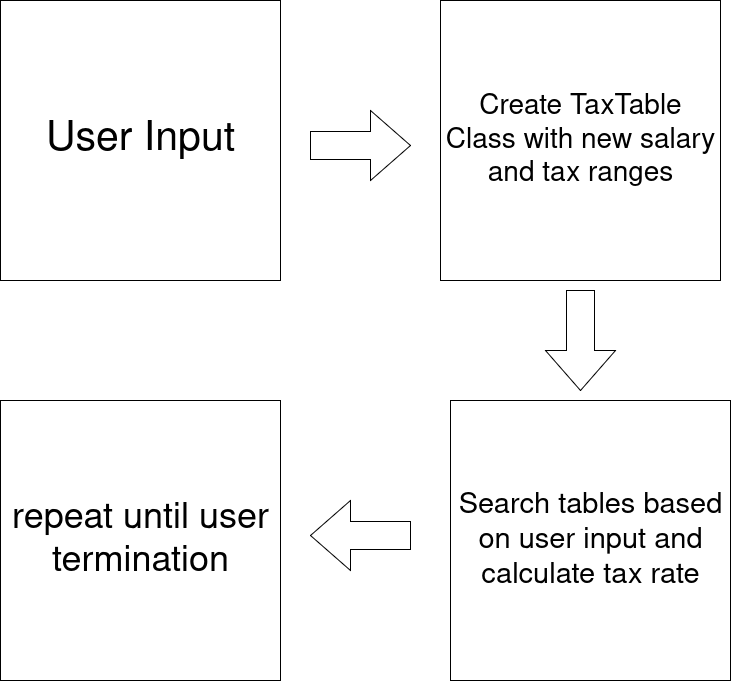 User Input
Create TaxTable
Class with new salary
and tax ranges
Search tables based
on user input and
calculate tax rate
repeat until user
termination